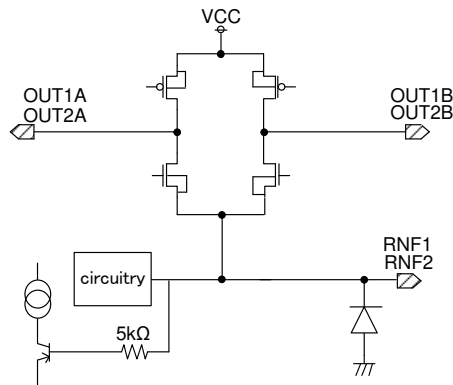 VCC
OUT1A
OUT2A
OUT1B
OUT2B
RNF1
RNF2
circuitry
5kΩ